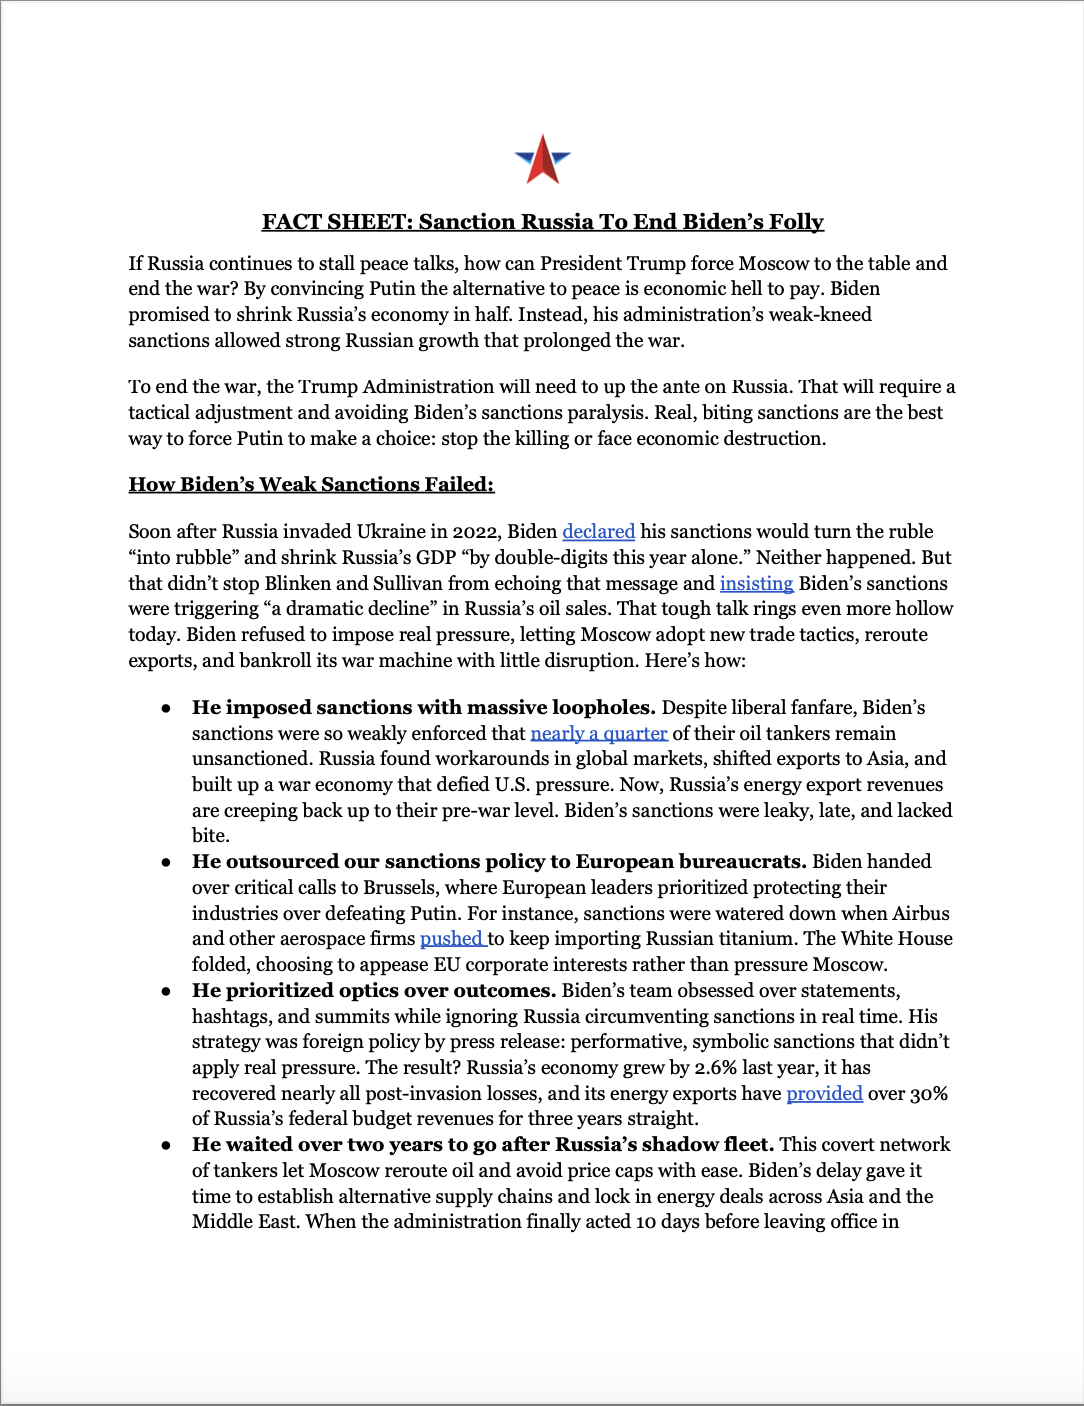 FACT SHEET: Sanction Russia To End Biden’s Folly
If Russia continues to stall peace talks, how can President Trump force Moscow to the table and
end the war? By convincing Putin the alternative to peace is economic hell to pay. Biden
promised to shrink Russia’s economy in half. Instead, his administration’s weak-kneed
sanctions allowed strong Russian growth that prolonged the war.
To end the war, the Trump Administration will need to up the ante on Russia. That will require a
tactical adjustment and avoiding Biden’s sanctions paralysis. Real, biting sanctions are the best
way to force Putin to make a choice: stop the killing or face economic destruction.
How Biden’s Weak Sanctions Failed:
Soon after Russia invaded Ukraine in 2022, Biden declared his sanctions would turn the ruble
“into rubble” and shrink Russia’s GDP “by double-digits this year alone.” Neither happened. But
that didn’t stop Blinken and Sullivan from echoing that message and insisting Biden’s sanctions
were triggering “a dramatic decline” in Russia’s oil sales. That tough talk rings even more hollow
today. Biden refused to impose real pressure, letting Moscow adopt new trade tactics, reroute
exports, and bankroll its war machine with little disruption. Here’s how:
● He imposed sanctions with massive loopholes. Despite liberal fanfare, Biden’s
sanctions were so weakly enforced that nearly a quarter of their oil tankers remain
unsanctioned. Russia found workarounds in global markets, shifted exports to Asia, and
built up a war economy that defied U.S. pressure. Now, Russia’s energy export revenues
are creeping back up to their pre-war level. Biden’s sanctions were leaky, late, and lacked
bite.
● He outsourced our sanctions policy to European bureaucrats. Biden handed
over critical calls to Brussels, where European leaders prioritized protecting their
industries over defeating Putin. For instance, sanctions were watered down when Airbus
and other aerospace firms pushed to keep importing Russian titanium. The White House
folded, choosing to appease EU corporate interests rather than pressure Moscow.
● He prioritized optics over outcomes. Biden’s team obsessed over statements,
hashtags, and summits while ignoring Russia circumventing sanctions in real time. His
strategy was foreign policy by press release: performative, symbolic sanctions that didn’t
apply real pressure. The result? Russia’s economy grew by 2.6% last year, it has
recovered nearly all post-invasion losses, and its energy exports have provided over 30%
of Russia’s federal budget revenues for three years straight.
● He waited over two years to go after Russia’s shadow fleet. This covert network
of tankers let Moscow reroute oil and avoid price caps with ease. Biden’s delay gave it
time to establish alternative supply chains and lock in energy deals across Asia and the
Middle East. When the administration finally acted 10 days before leaving office in